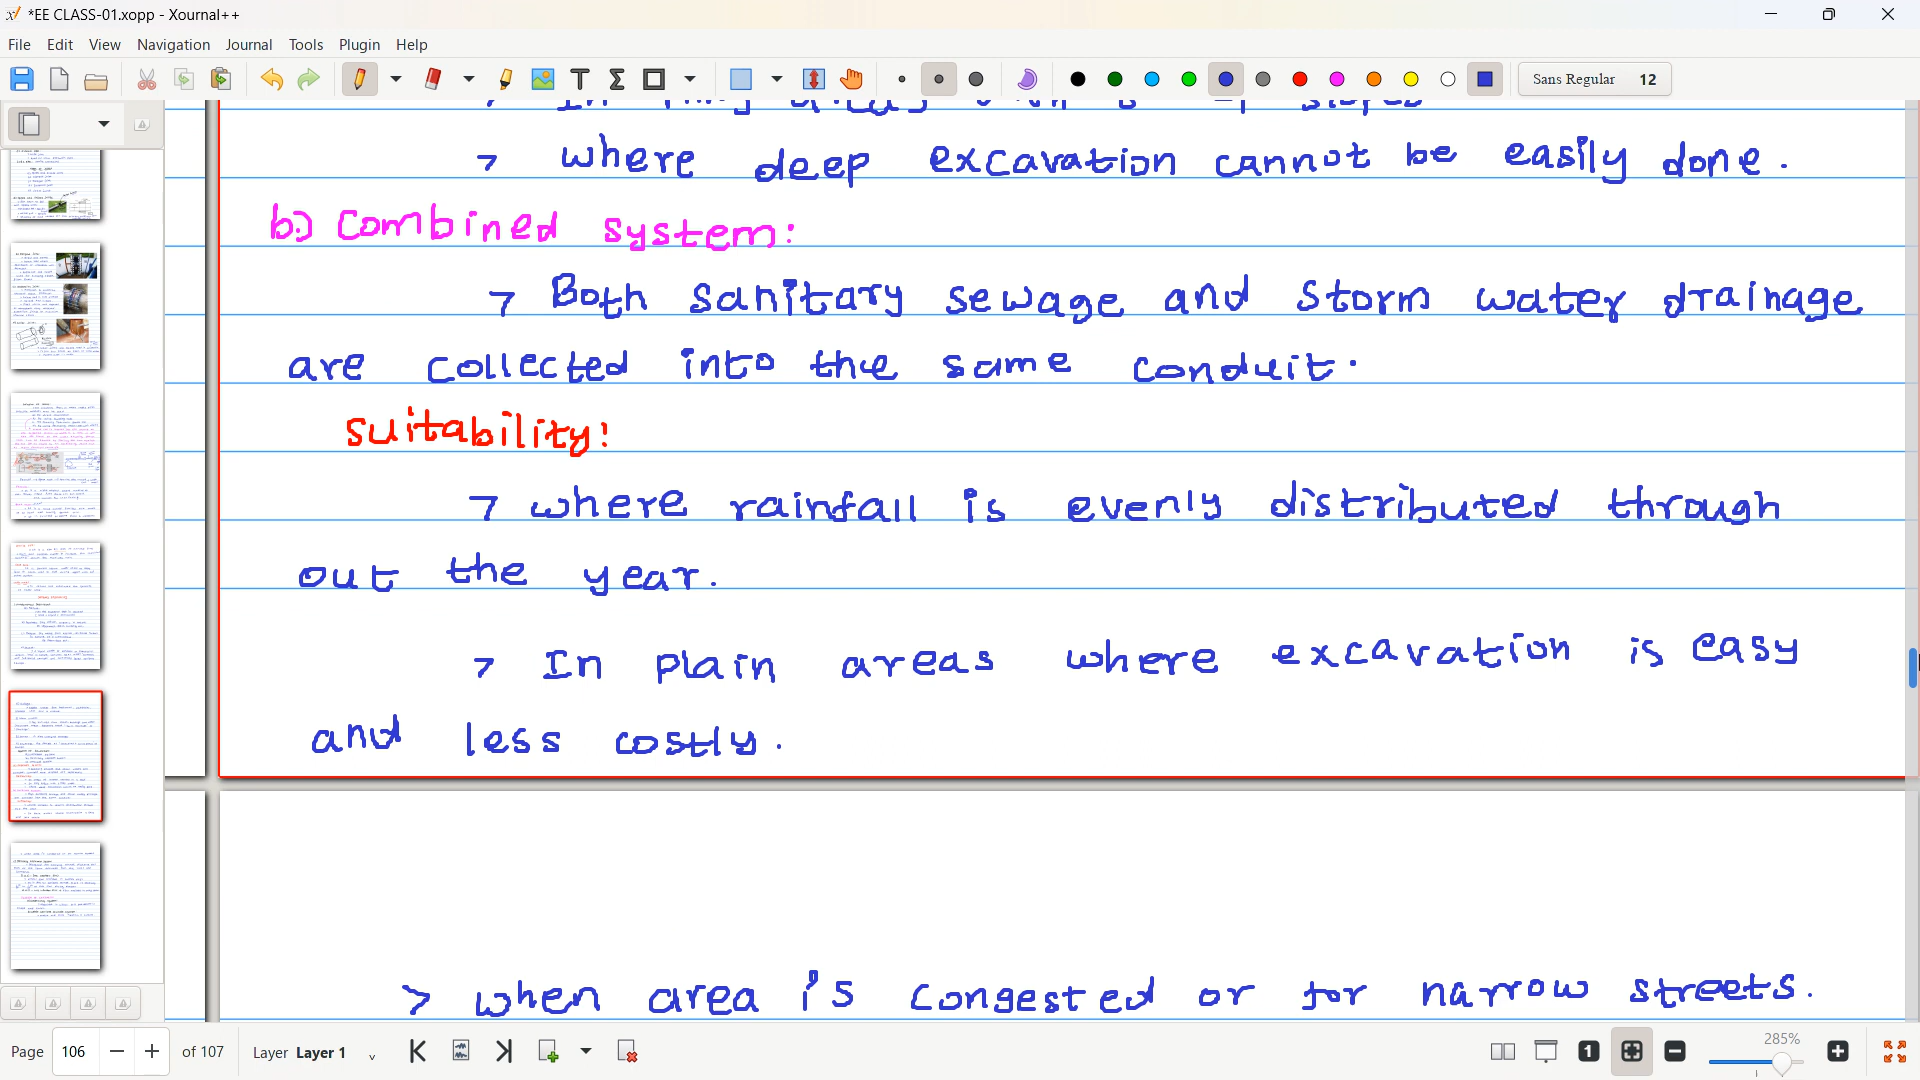 *EE CLASS-01.xopp - Xournal++
File Edit View Navigation Journal Tools Plugin Help
Sans Regular 12
> where deep excavation cannot be easily done.
b.) Combined system:
> Both sanitary sewage and storm water drainage
are collected into the same conduit.
suitability:
> where rainfall is evenly distributed through
out the year.
> In plain areas where excavation is easy
and less costly.
> when area is congested or for narrow streets.
Page 106 of 107 Layer Layer 1 285%